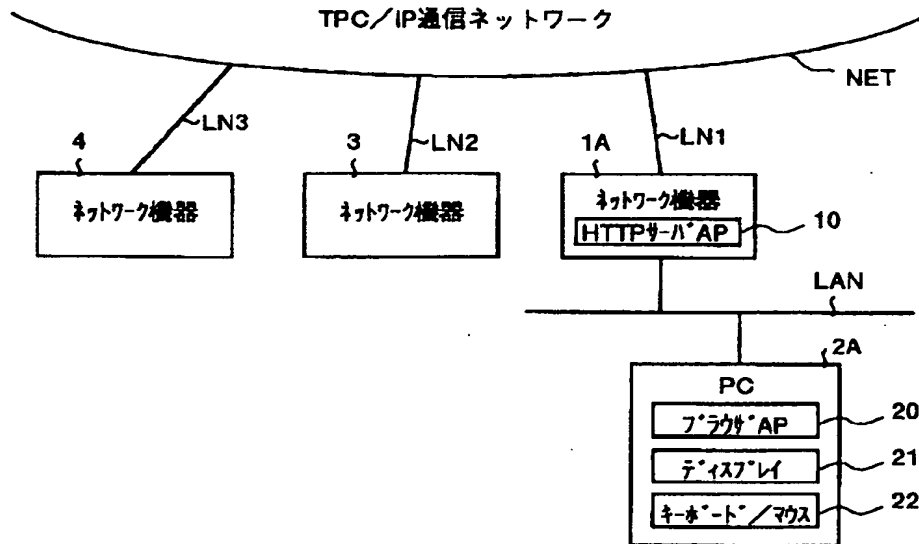 TPC/IP通信ネットワーク
NET
LN3
LN2
LN1
4
3
1A
ネットワーク機器
ネットワーク機器
ネットワーク機器
HTTPサーバAP
10
LAN
2A
PC
ブラウザAP
20
ディスプレイ
21
キーボード/マウス
22